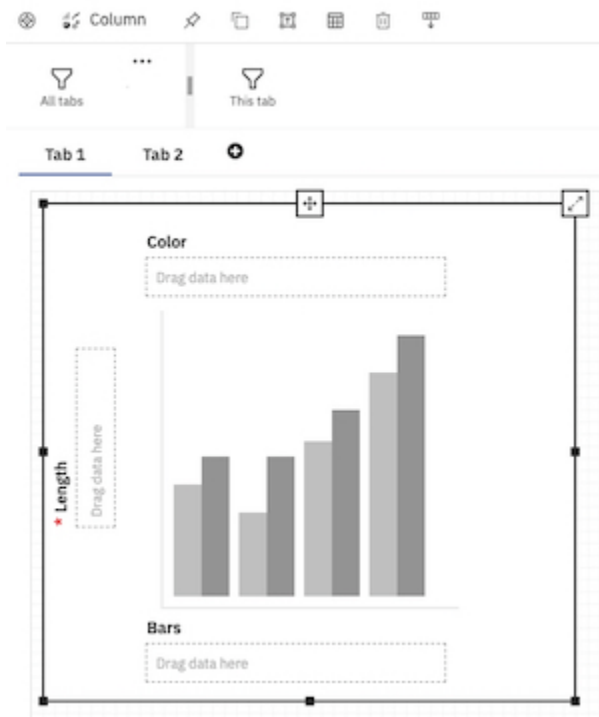 Column
All tabs
This tab
Tab 1 Tab 2
Color
Drag data here
* Length
Drag data here
Bars
Drag data here